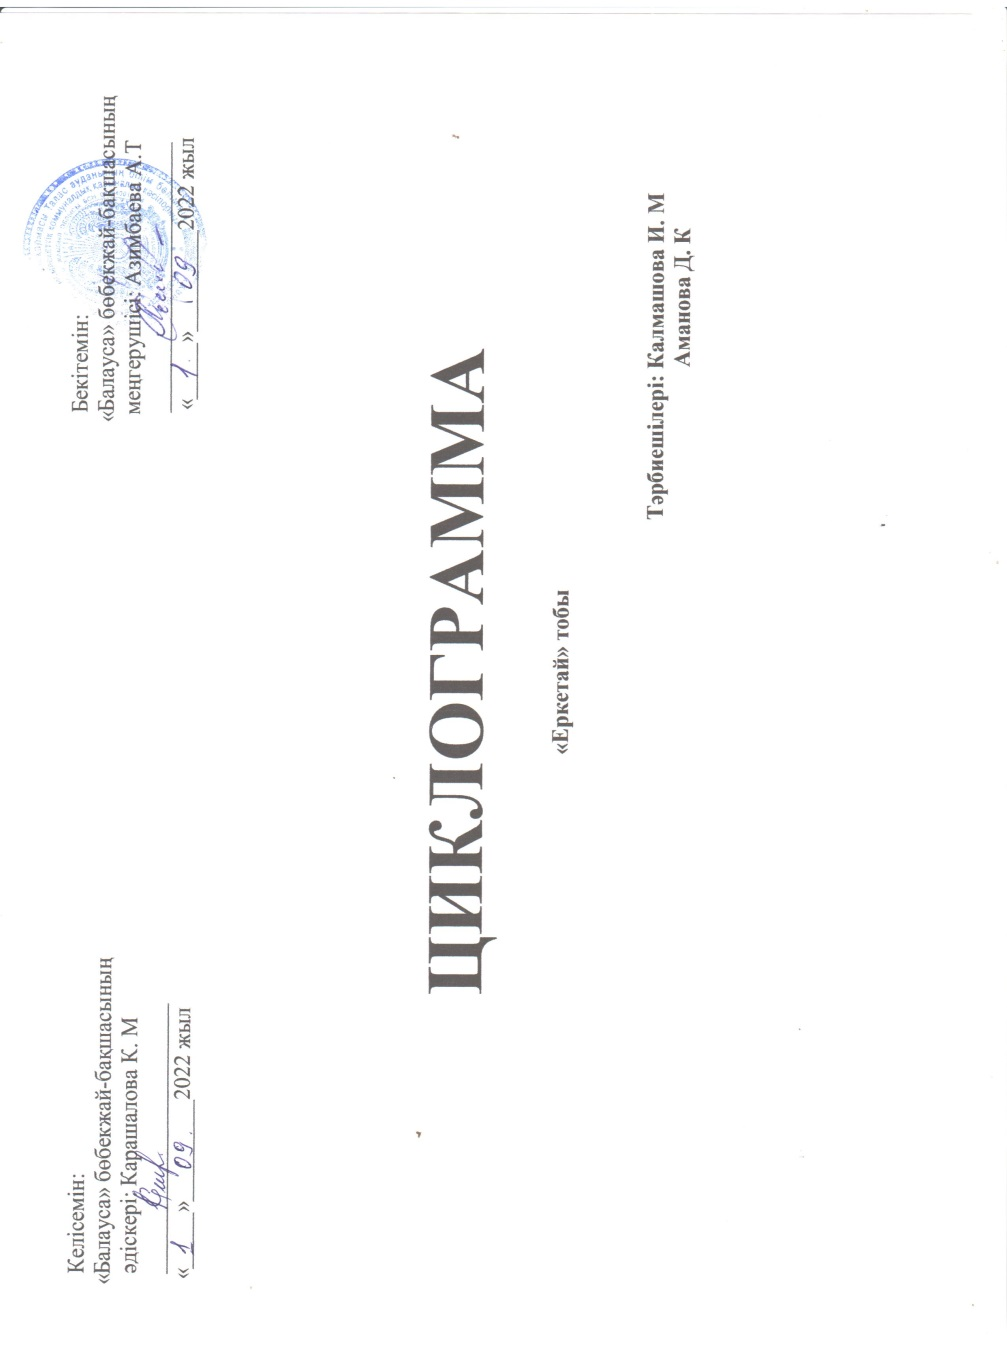 Келісемін:
«Балауса» бөбекжай-бақшасының
әдіскері: Карашалова К. М
« 1 » 09. 2022 жыл
Бекітемін:
«Балауса» бөбекжай-бақшасының
меңгерушісі: Азимбаева А.Т
« 1. » 09 2022 жыл
ЦИКЛОГРАММА
«Еркетай» тобы
Тәрбиешілері: Калмашова И. М
Аманова Д. К